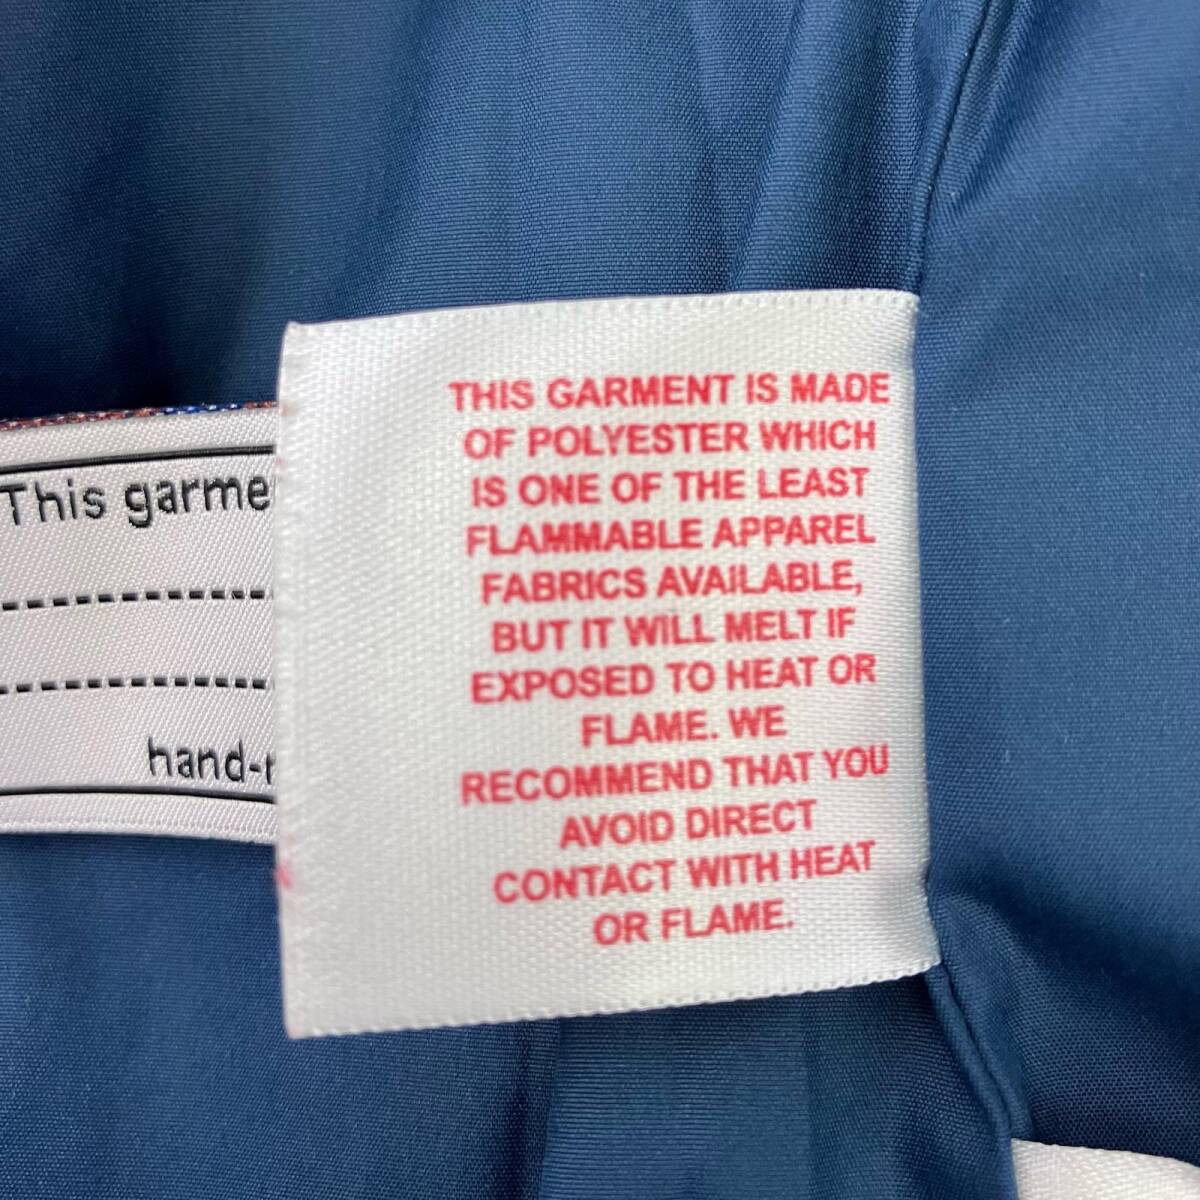 THIS GARMENT IS MADE
OF POLYESTER WHICH
IS ONE OF THE LEAST
FLAMMABLE APPAREL
FABRICS AVAILABLE,
BUT IT WILL MELT IF
EXPOSED TO HEAT OR
FLAME. WE
RECOMMEND THAT YOU
AVOID DIRECT
CONTACT WITH HEAT
OR FLAME.
This garme
hand-